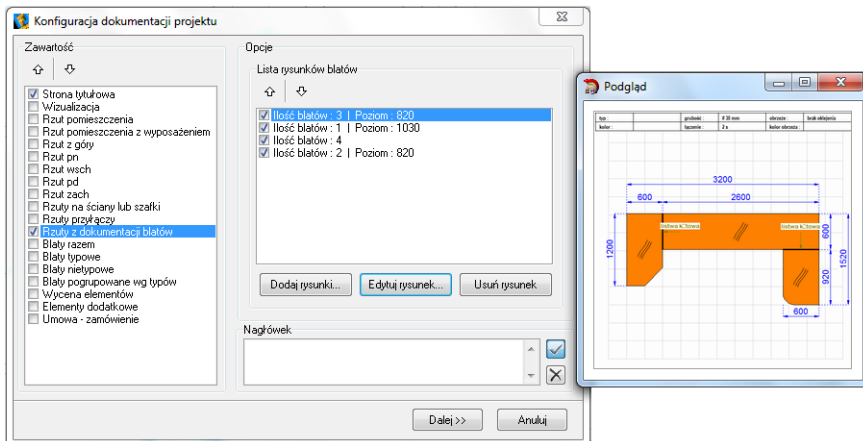 Konfiguracja dokumentacji projektu
Zawartość
Strona tytułowa
Wizualizacja
Rzut pomieszczenia
Rzut pomieszczenia z wyposażeniem
Rzut z góry
Rzut pn
Rzut wsch
Rzut pd
Rzut zach
Rzuty na ściany lub szafki
Rzuty przyłączy
Rzuty z dokumentacji blatów
Blaty razem
Blaty typowe
Blaty nietypowe
Blaty pogrupowane wg typów
Wycena elementów
Elementy dodatkowe
Umowa - zamówienie
Opcje
Lista rysunków blatów
Ilość blatów : 3 | Poziom : 820
Ilość blatów : 1 | Poziom : 1030
Ilość blatów : 4
Ilość blatów : 2 | Poziom : 820
Dodaj rysunki...
Edytuj rysunek...
Usuń rysunek
Nagłówek
Dalej >>
Anuluj
Podgląd
typ : grubość : # 38 mm obrzeże : brak oklejenia
kolor : łączenie : 2 x kolor obrzeża :
3200
600
2600
1200
600
920
1520
600